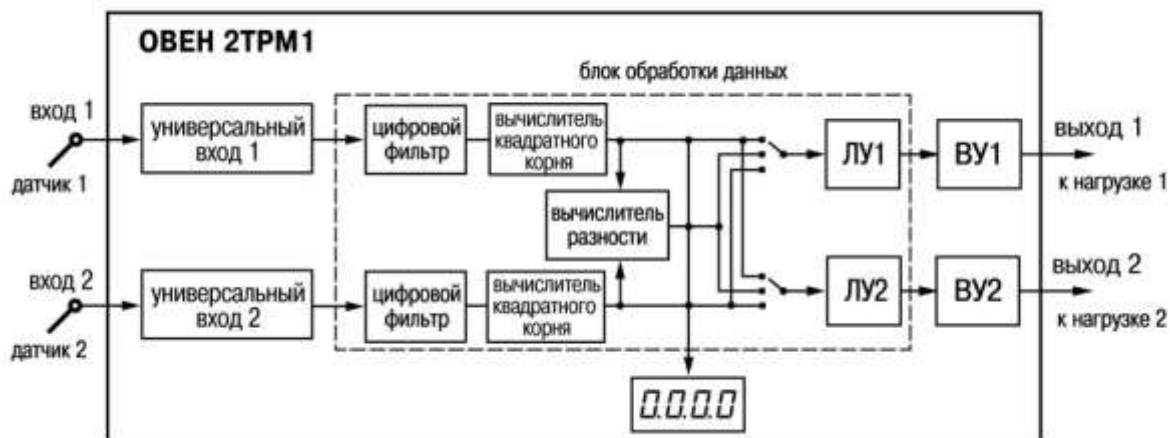 ОВЕН 2ТРМ1
блок обработки данных
вход 1
датчик 1
универсальный
вход 1
цифровой
фильтр
вычислитель
квадратного
корня
ЛУ1
ВУ1
выход 1
к нагрузке 1
вычислитель
разности
вход 2
датчик 2
универсальный
вход 2
цифровой
фильтр
вычислитель
квадратного
корня
ЛУ2
ВУ2
выход 2
к нагрузке 2
0.0.0.0